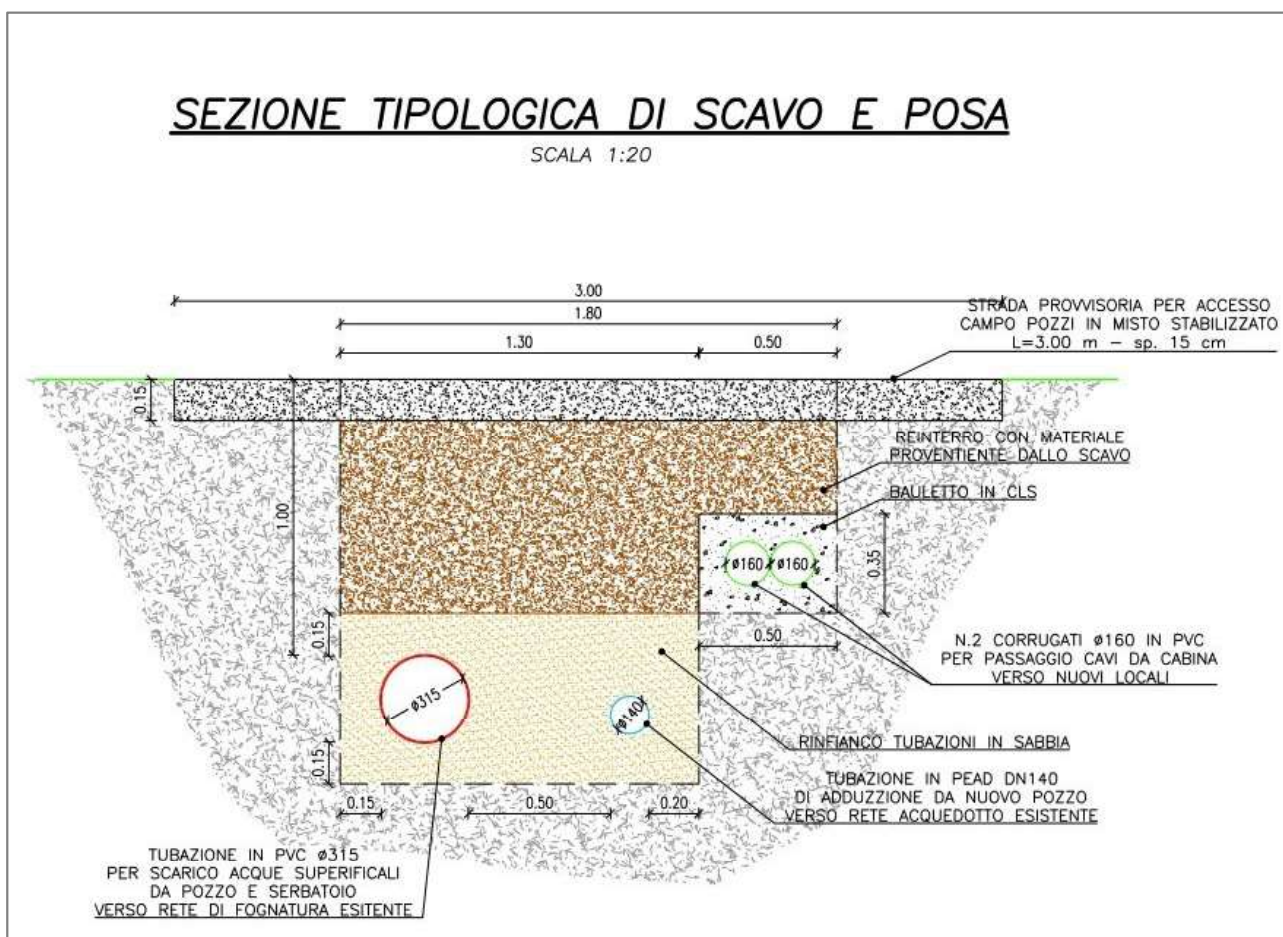 SEZIONE TIPOLOGICA DI SCAVO E POSA
SCALA 1:20
3.00
1.80
1.30
0.50
STRADA PROVVISORIA PER ACCESSO
CAMPO POZZI IN MISTO STABILIZZATO
L=3.00 m – sp. 15 cm
0.15
1.00
REINTERRO CON MATERIALE
PROVENTIENTE DALLO SCAVO
BAULETTO IN CLS
ø160
ø160
0.35
0.50
0.15
N.2 CORRUGATI ø160 IN PVC
PER PASSAGGIO CAVI DA CABINA
VERSO NUOVI LOCALI
ø315
ø140
0.15
RINFIANCO TUBAZIONI IN SABBIA
0.15
0.50
0.20
TUBAZIONE IN PEAD DN140
DI ADDUZZIONE DA NUOVO POZZO
VERSO RETE ACQUEDOTTO ESISTENTE
TUBAZIONE IN PVC ø315
PER SCARICO ACQUE SUPERIFICALI
DA POZZO E SERBATOIO
VERSO RETE DI FOGNATURA ESITENTE